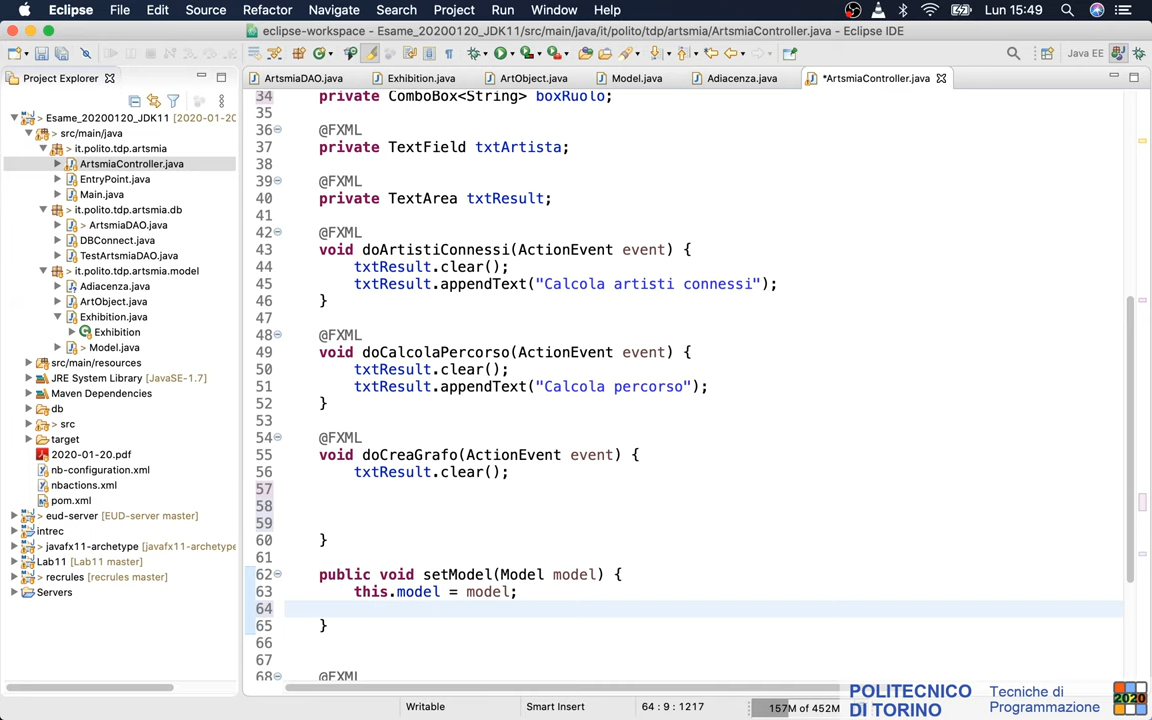 Eclipse File Edit Source Refactor Navigate Search Project Run Window Help Lun 15:49
eclipse-workspace - Esame_20200120_JDK11/src/main/java/it/polito/tdp/artsmia/ArtsmiaController.java - Eclipse IDE
Java EE
Project Explorer
ArtsmiaDAO.java Exhibition.java ArtObject.java Model.java Adiacenza.java *ArtsmiaController.java
> Esame_20200120_JDK11 [2020-01-20
> src/main/java
> it.polito.tdp.artsmia
ArtsmiaController.java
EntryPoint.java
Main.java
> it.polito.tdp.artsmia.db
> ArtsmiaDAO.java
DBConnect.java
TestArtsmiaDAO.java
> it.polito.tdp.artsmia.model
Adiacenza.java
ArtObject.java
Exhibition.java
Exhibition
> Model.java
src/main/resources
JRE System Library [JavaSE-1.7]
Maven Dependencies
db
> src
target
2020-01-20.pdf
nb-configuration.xml
nbactions.xml
pom.xml
> eud-server [EUD-server master]
intrec
> javafx11-archetype [javafx11-archetype
Lab11 [Lab11 master]
> recrules [recrules master]
Servers
34 private ComboBox<String> boxRuolo;
35
36 @FXML
37 private TextField txtArtista;
38
39 @FXML
40 private TextArea txtResult;
41
42 @FXML
43 void doArtistiConnessi(ActionEvent event) {
44 txtResult.clear();
45 txtResult.appendText("Calcola artisti connessi");
46 }
47
48 @FXML
49 void doCalcolaPercorso(ActionEvent event) {
50 txtResult.clear();
51 txtResult.appendText("Calcola percorso");
52 }
53
54 @FXML
55 void doCreaGrafo(ActionEvent event) {
56 txtResult.clear();
57
58
59
60 }
61
62 public void setModel(Model model) {
63 this.model = model;
64
65 }
66
67
68 @FXML
Writable Smart Insert 64 : 9 : 1217 157M of 452M
POLITECNICO
DI TORINO
Tecniche di
Programmazione
2020